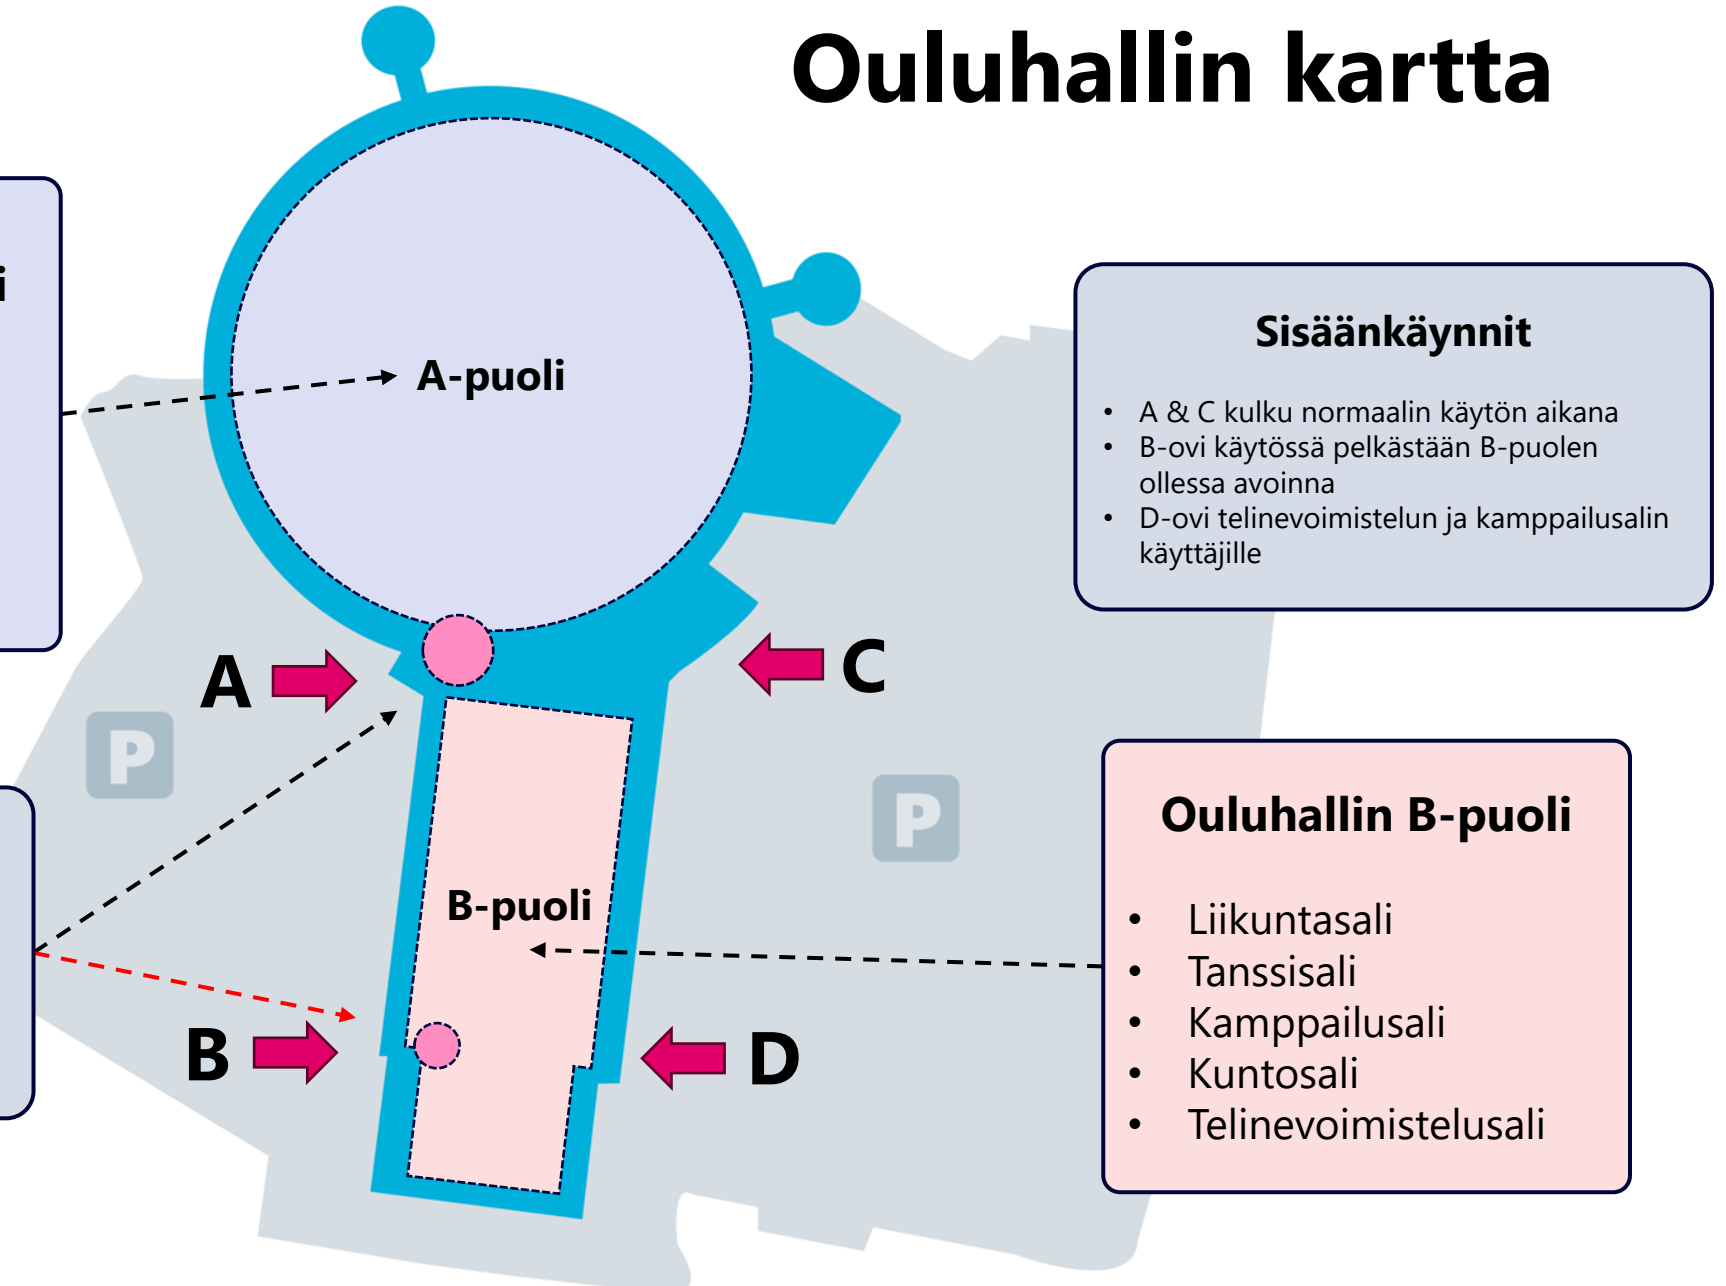 Ouluhallin kartta
i
A-puoli
Sisäänkäynnit
• A & C kulku normaalin käytön aikana
• B-ovi käytössä pelkästään B-puolen
ollessa avoinna
• D-ovi telinevoimistelun ja kamppailusalin
käyttäjille
A
C
P
P
Ouluhallin B-puoli
• Liikuntasali
• Tanssisali
• Kamppailusali
• Kuntosali
• Telinevoimistelusali
B-puoli
B
D